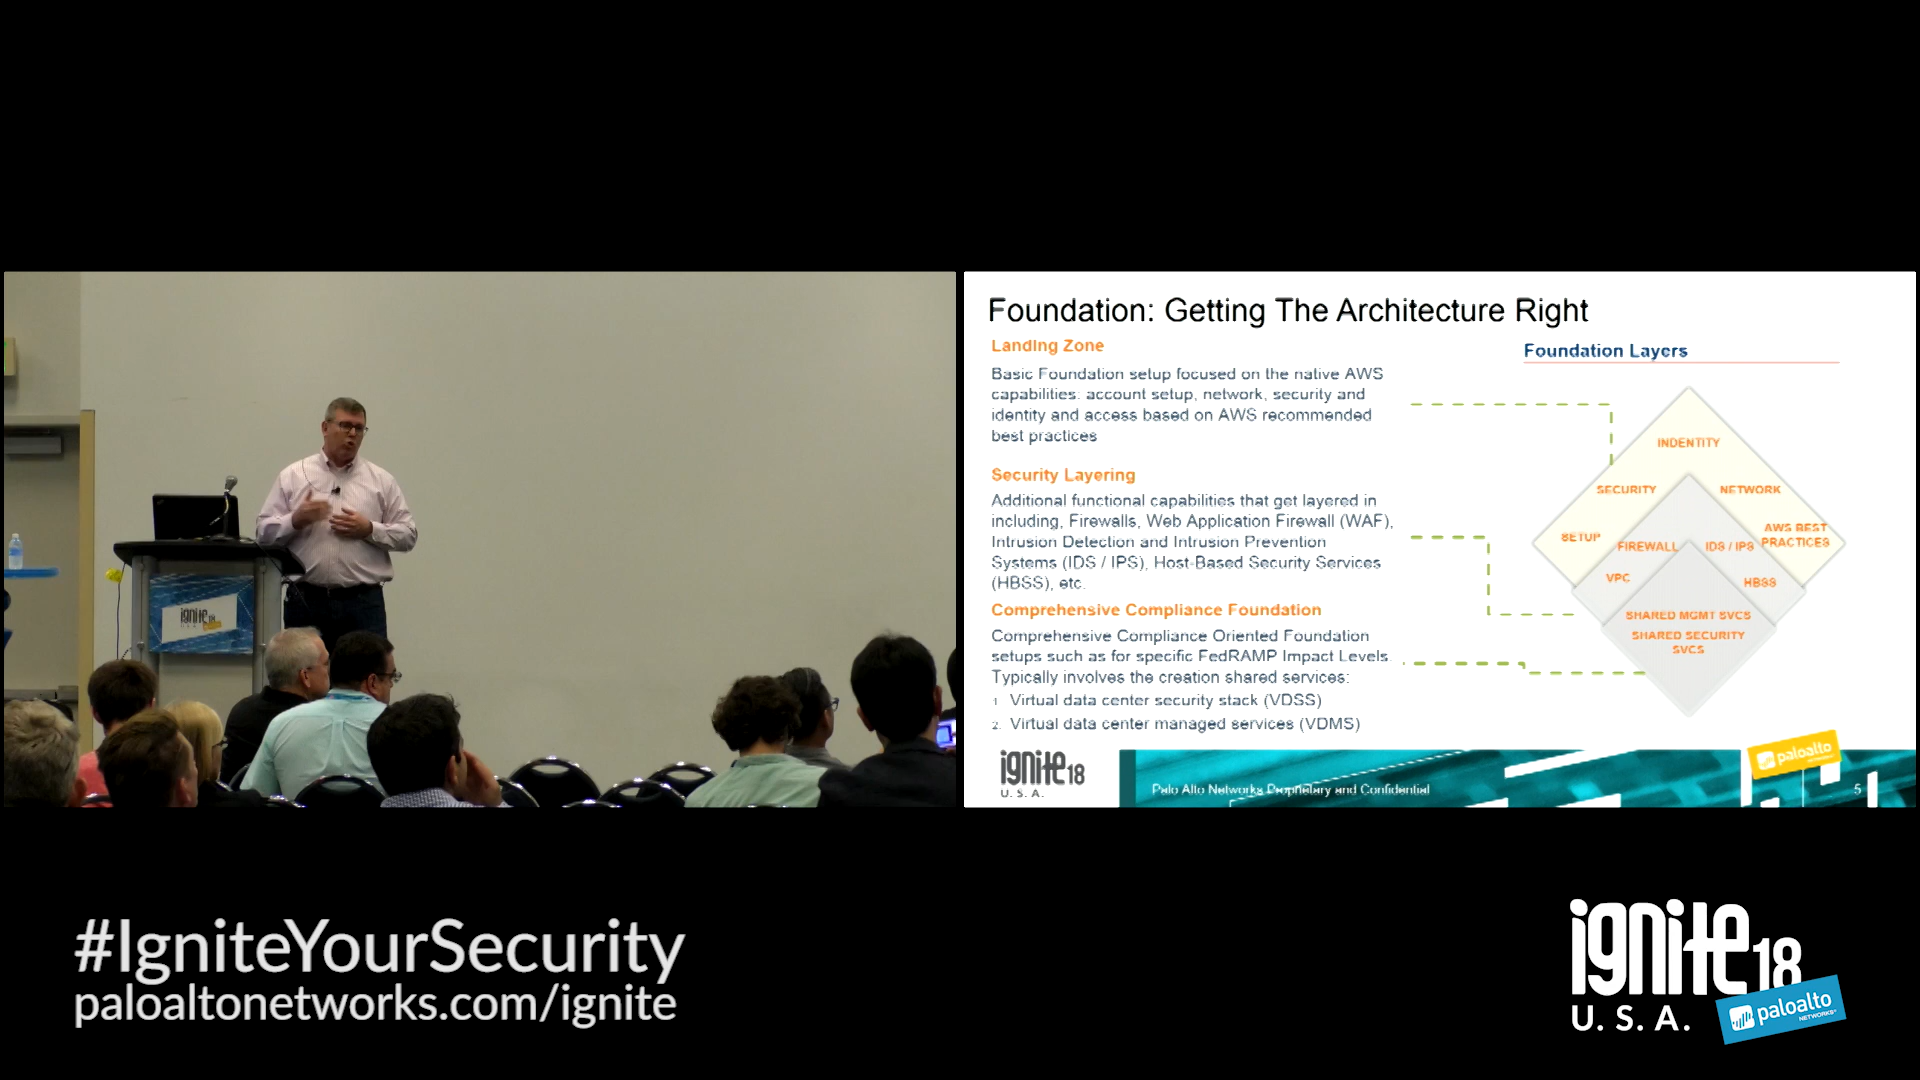 ignite18
Foundation: Getting The Architecture Right
Landing Zone
Basic Foundation setup focused on the native AWS
capabilities: account setup, network, security and
identity and access based on AWS recommended
best practices
Security Layering
Additional functional capabilities that get layered in
including, Firewalls, Web Application Firewall (WAF),
Intrusion Detection and Intrusion Prevention
Systems (IDS / IPS), Host-Based Security Services
(HBSS), etc.
Comprehensive Compliance Foundation
Comprehensive Compliance Oriented Foundation
setups such as for specific FedRAMP Impact Levels.
Typically involves the creation shared services:
1. Virtual data center security stack (VDSS)
2. Virtual data center managed services (VDMS)
Foundation Layers
INDENTITY
SECURITY
NETWORK
SETUP
AWS BEST
PRACTICES
FIREWALL
IDS / IPS
VPC
HBSS
SHARED MGMT SVCS
SHARED SECURITY
SVCS
ignite18
U. S. A.
Palo Alto Networks Proprietary and Confidential
paloalto
5
#IgniteYourSecurity
paloaltonetworks.com/ignite
ignite18
U. S. A.
paloalto
NETWORKS